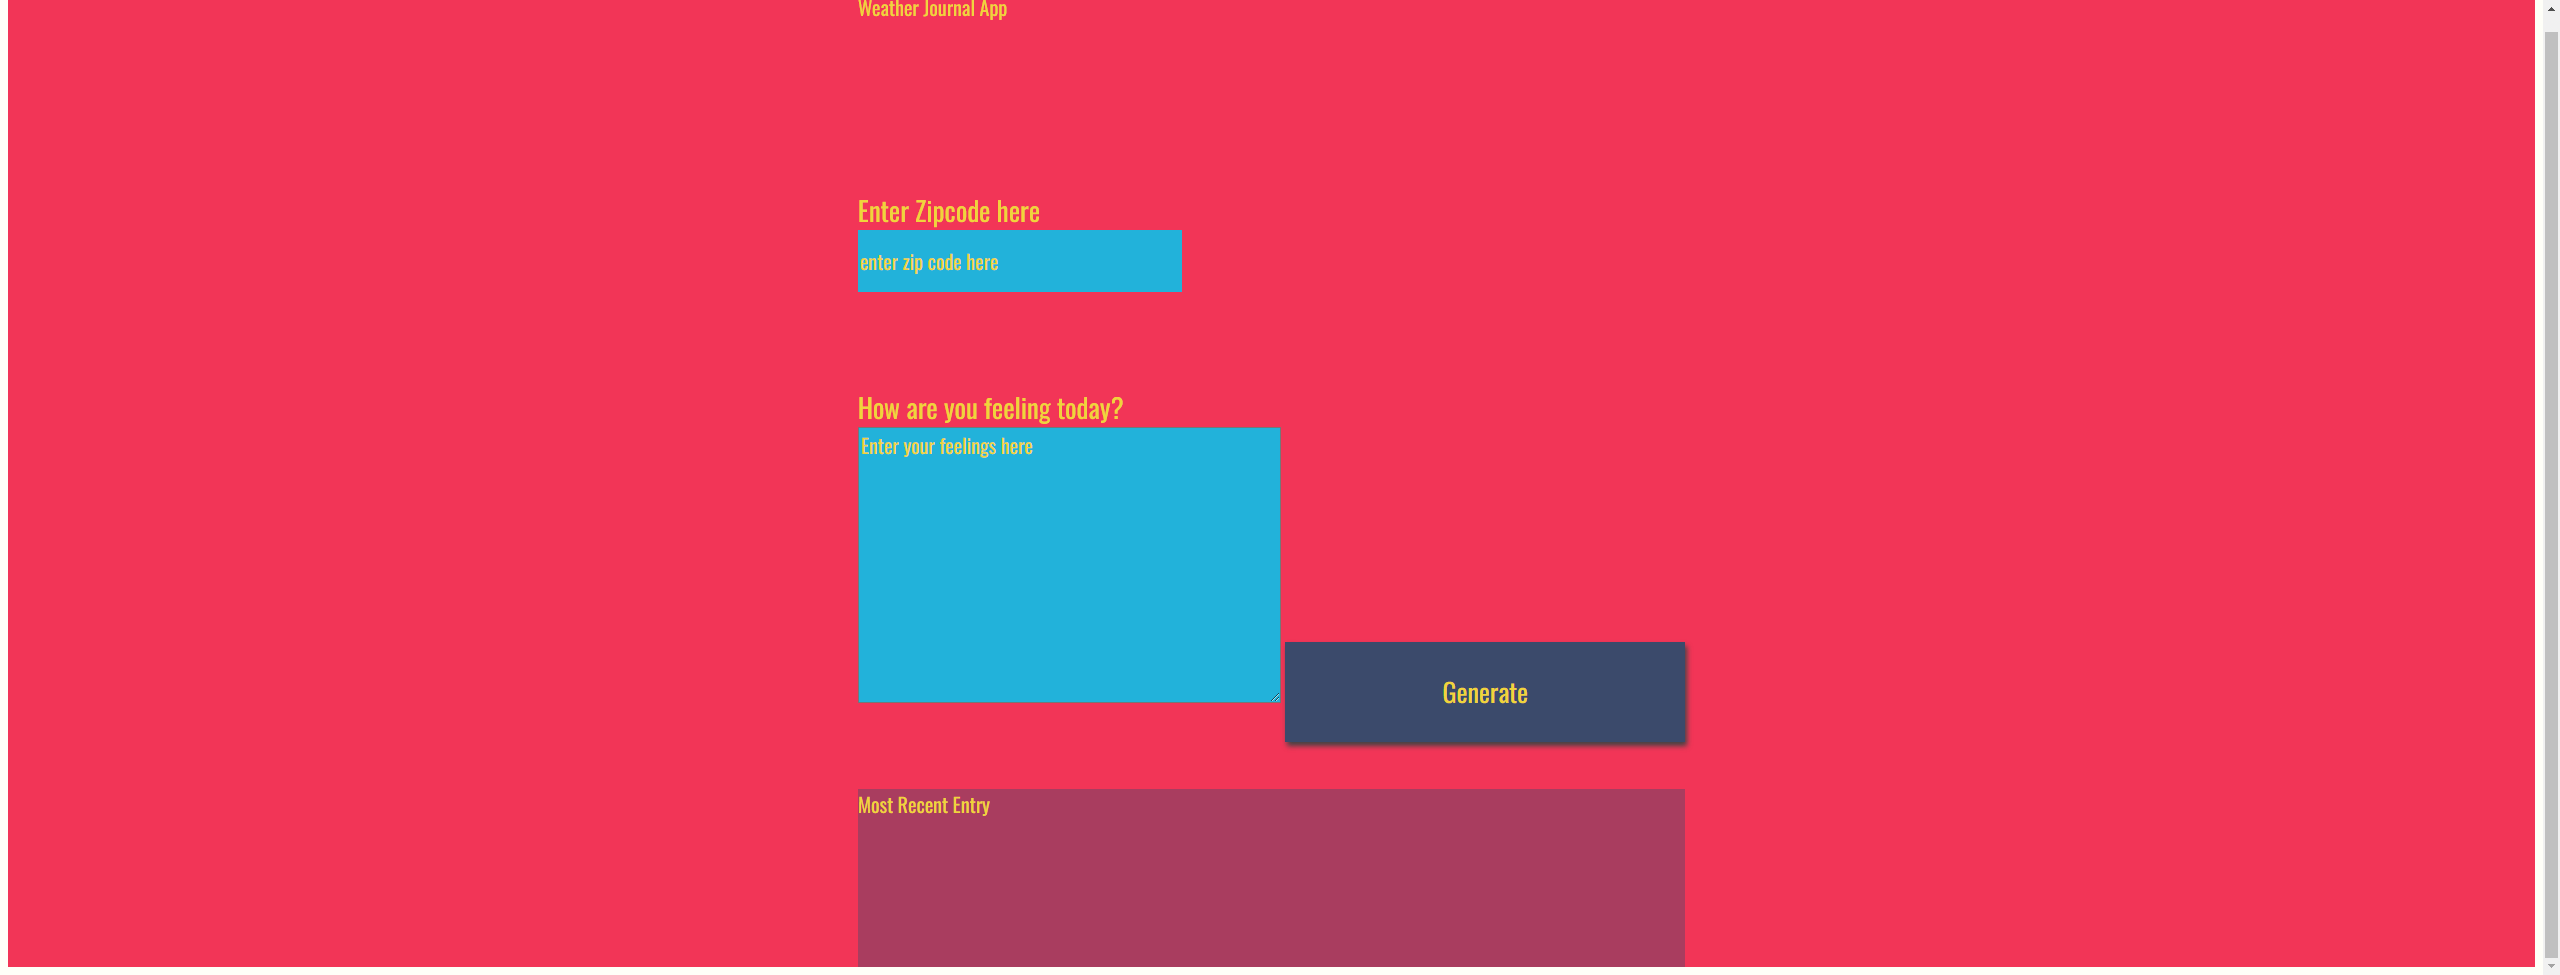 Weather Journal App
Enter Zipcode here
enter zip code here
How are you feeling today?
Enter your feelings here
Generate
Most Recent Entry